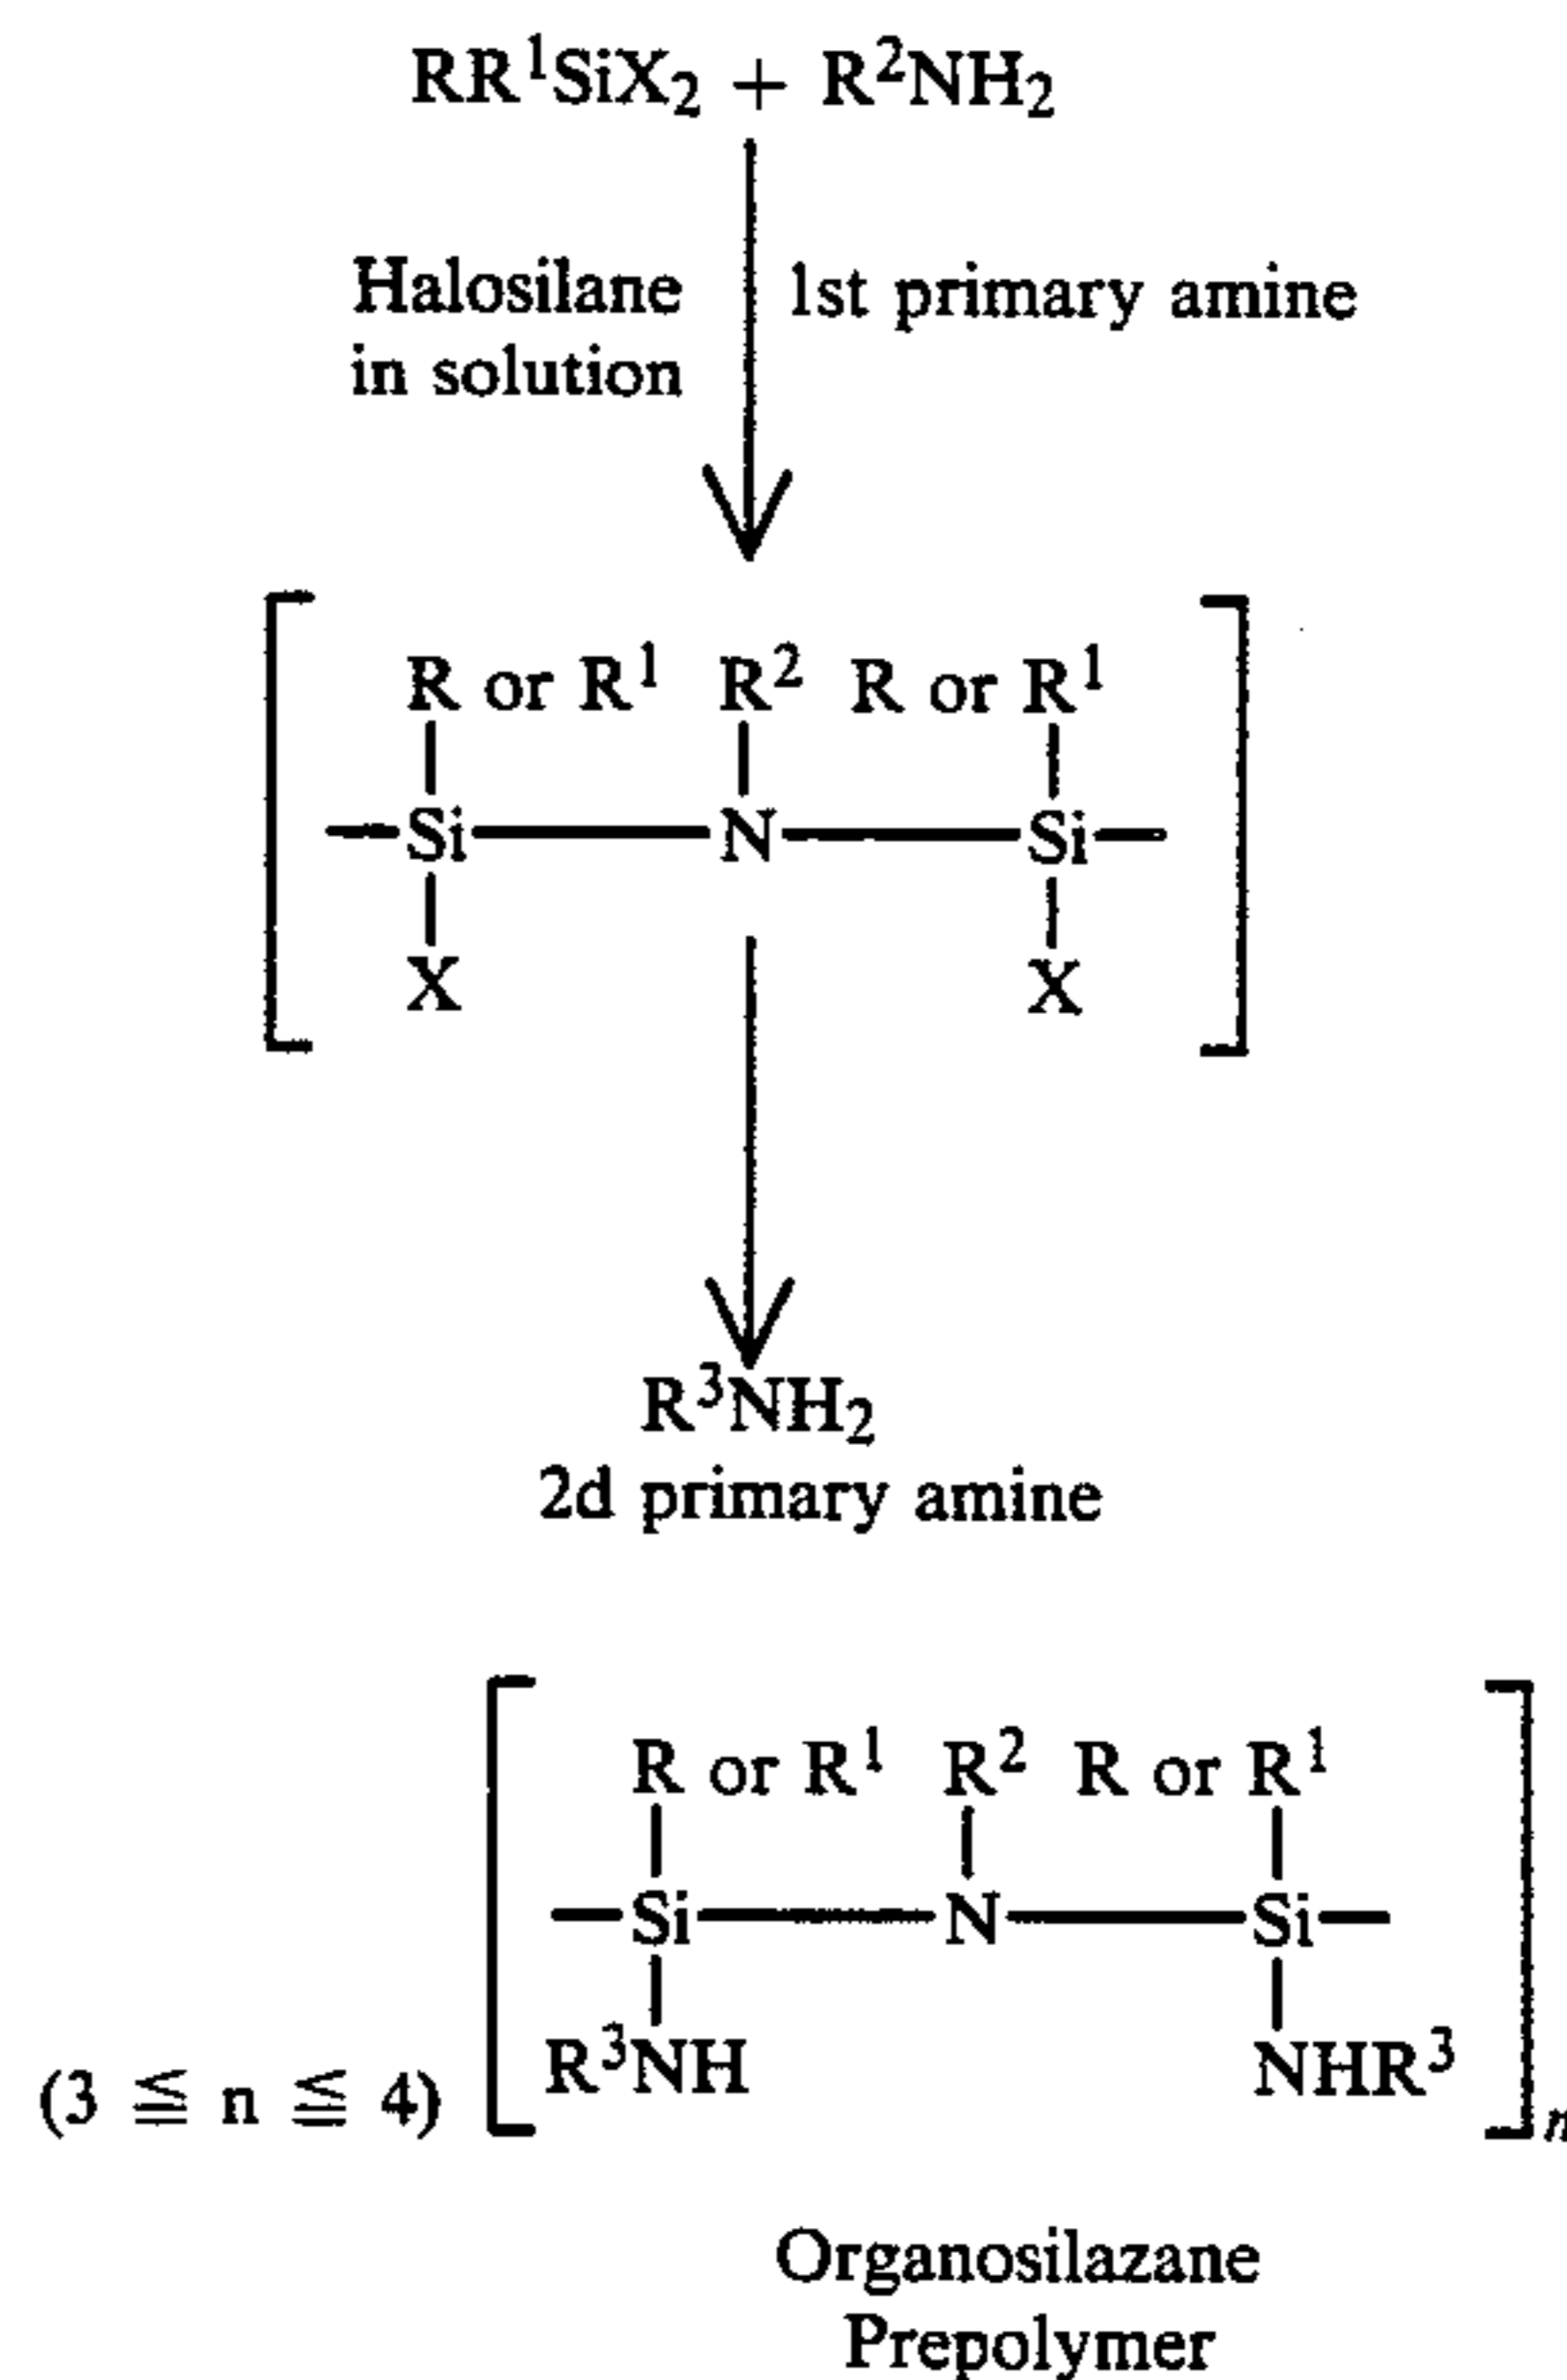 RR¹SiX₂ + R²NH₂
Halosilane 1st primary amine
in solution
R or R¹ R² R or R¹
Si N Si
X X
R³NH₂
2d primary amine
R or R¹ R² R or R¹
Si N Si
R³NH NHR³
(3 ≦ n ≦ 4) n
Organosilazane
Prepolymer